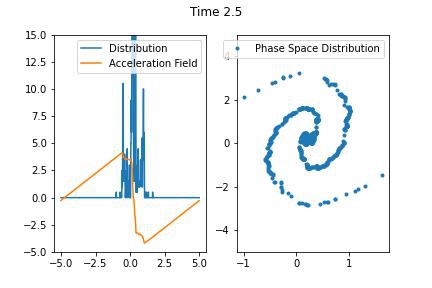 Time 2.5
Distribution
Acceleration Field
15.0
12.5
10.0
7.5
5.0
2.5
0.0
−2.5
−5.0
−5.0 −2.5 0.0 2.5 5.0
Phase Space Distribution
4
2
0
−2
−4
−1 0 1